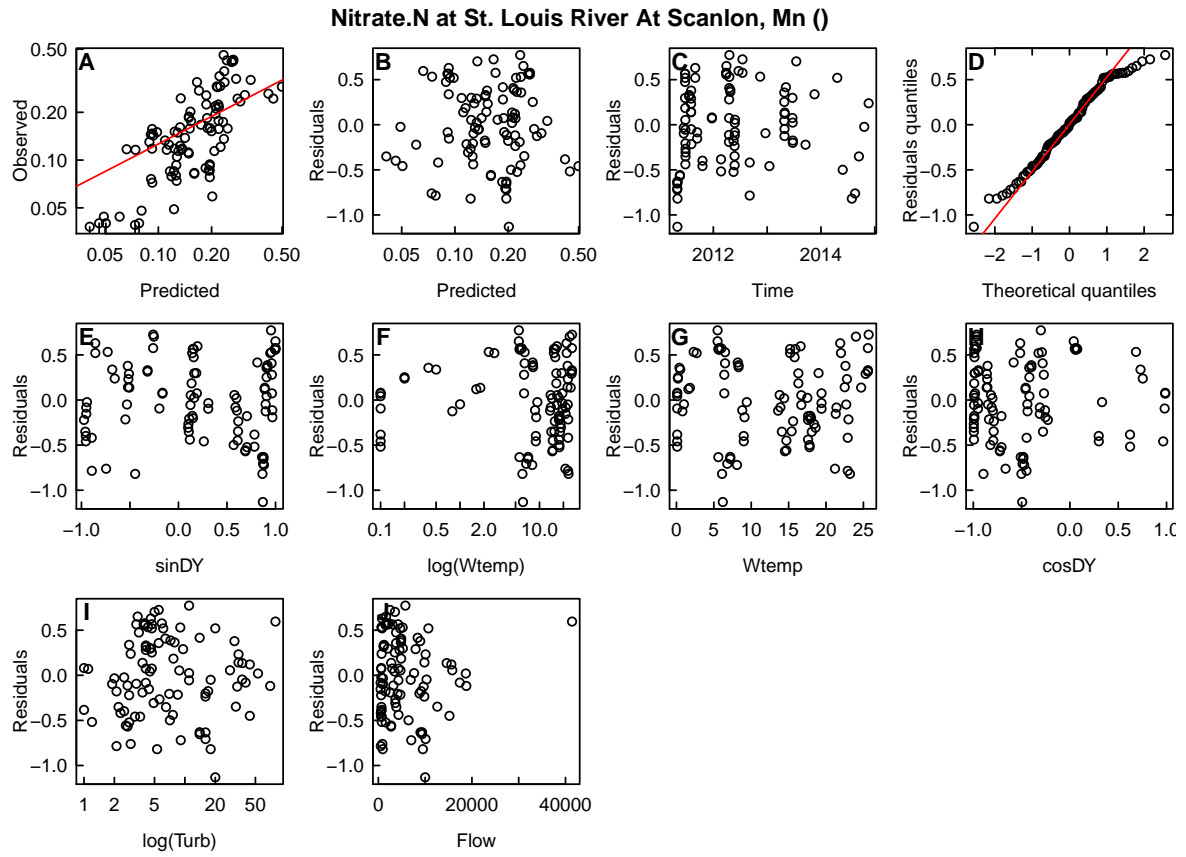 Nitrate.N at St. Louis River At Scanlon, Mn ()
A
Observed
0.50
0.20
0.10
0.05
0.05 0.10 0.20 0.50
Predicted
B
Residuals
0.5
0.0
−0.5
−1.0
0.05 0.10 0.20 0.50
Predicted
C
Residuals
0.5
0.0
−0.5
−1.0
2012 2014
Time
D
Residuals quantiles
0.5
0.0
−0.5
−1.0
−2 −1 0 1 2
Theoretical quantiles
E
Residuals
0.5
0.0
−0.5
−1.0
−1.0 0.0 0.5 1.0
sinDY
F
Residuals
0.5
0.0
−0.5
−1.0
0.1 0.5 2.0 10.0
log(Wtemp)
G
Residuals
0.5
0.0
−0.5
−1.0
0 5 10 15 20 25
Wtemp
H
Residuals
0.5
0.0
−0.5
−1.0
−1.0 0.0 0.5 1.0
cosDY
I
Residuals
0.5
0.0
−0.5
−1.0
1 2 5 20 50
log(Turb)
J
Residuals
0.5
0.0
−0.5
−1.0
0 20000 40000
Flow